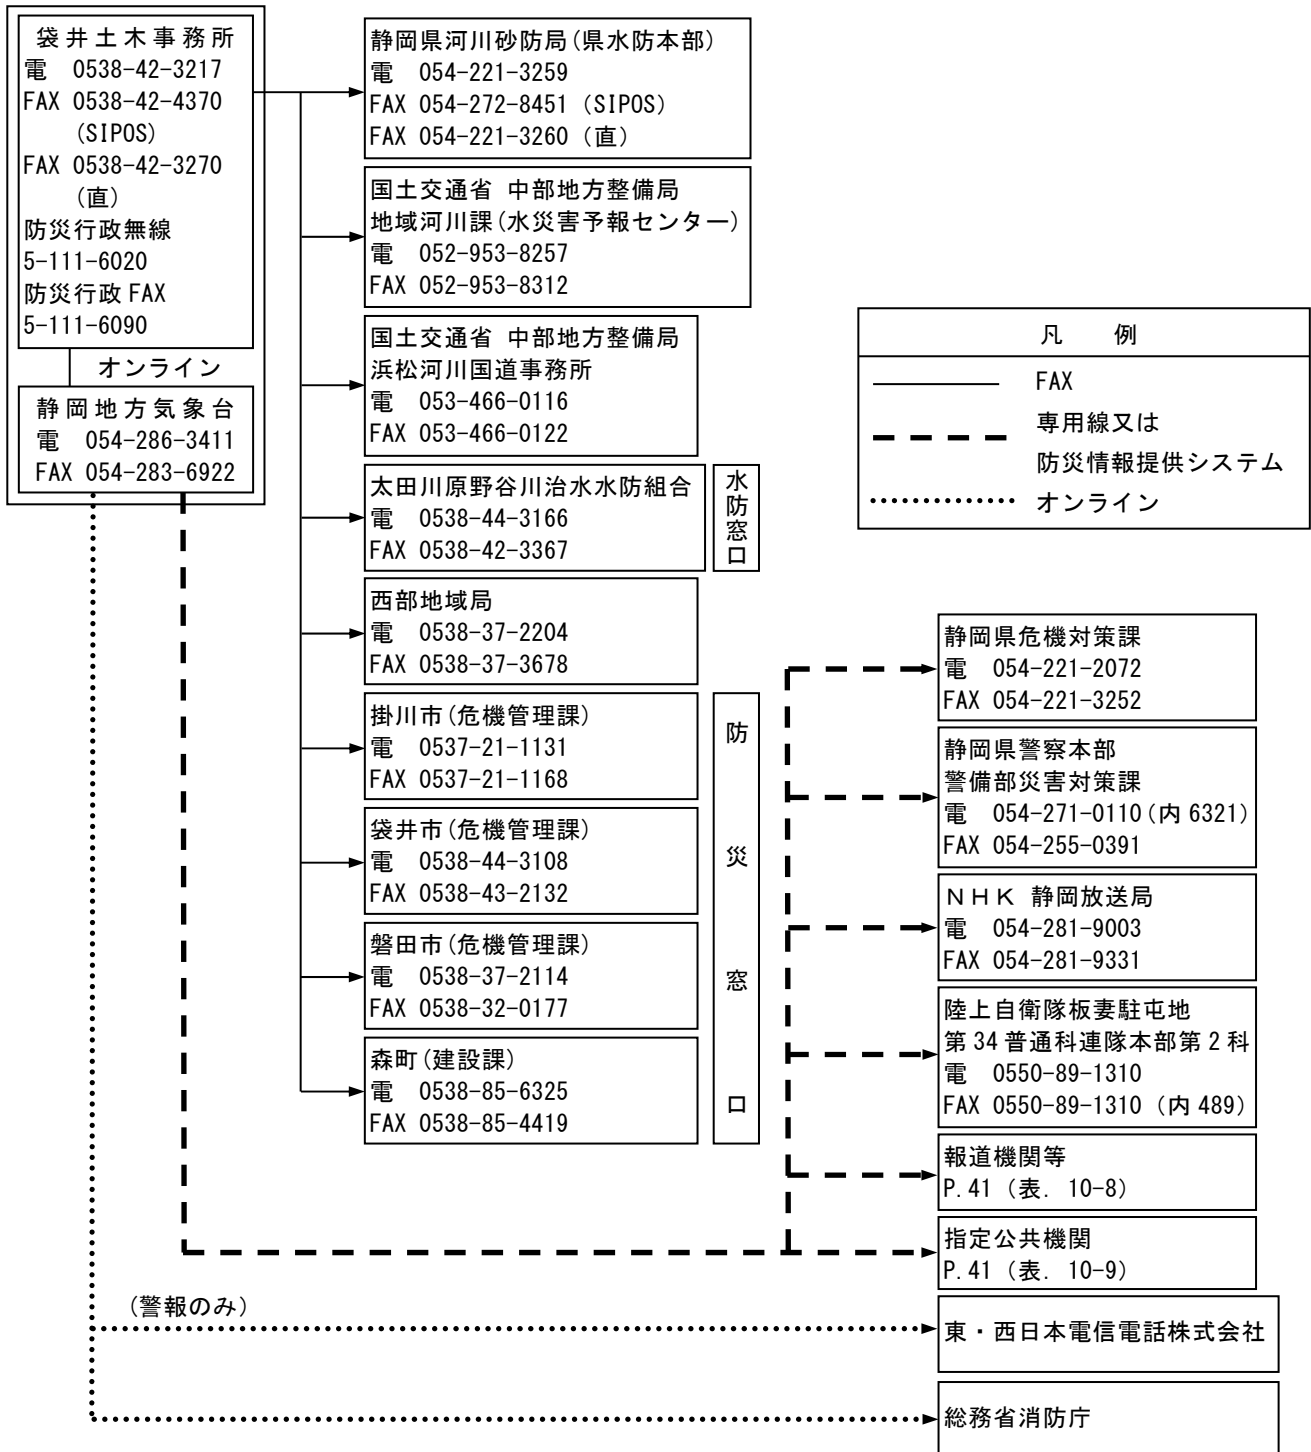 袋井土木事務所
電 0538-42-3217
FAX 0538-42-4370
(SIPOS)
FAX 0538-42-3270
(直)
防災行政無線
5-111-6020
防災行政 FAX
5-111-6090
オンライン
静岡地方気象台
電 054-286-3411
FAX 054-283-6922
静岡県河川砂防局(県水防本部)
電 054-221-3259
FAX 054-272-8451 (SIPOS)
FAX 054-221-3260 (直)
国土交通省 中部地方整備局
地域河川課(水災害予報センター)
電 052-953-8257
FAX 052-953-8312
国土交通省 中部地方整備局
浜松河川国道事務所
電 053-466-0116
FAX 053-466-0122
太田川原野谷川治水水防組合
電 0538-44-3166
FAX 0538-42-3367
水防窓口
西部地域局
電 0538-37-2204
FAX 0538-37-3678
掛川市(危機管理課)
電 0537-21-1131
FAX 0537-21-1168
袋井市(危機管理課)
電 0538-44-3108
FAX 0538-43-2132
磐田市(危機管理課)
電 0538-37-2114
FAX 0538-32-0177
森町(建設課)
電 0538-85-6325
FAX 0538-85-4419
防災窓口
凡 例
FAX
専用線又は
防災情報提供システム
オンライン
静岡県危機対策課
電 054-221-2072
FAX 054-221-3252
静岡県警察本部
警備部災害対策課
電 054-271-0110(内 6321)
FAX 054-255-0391
NHK 静岡放送局
電 054-281-9003
FAX 054-281-9331
陸上自衛隊板妻駐屯地
第 34 普通科連隊本部第 2 科
電 0550-89-1310
FAX 0550-89-1310 (内 489)
報道機関等
P.41 (表. 10-8)
指定公共機関
P.41 (表. 10-9)
(警報のみ)
東・西日本電信電話株式会社
総務省消防庁